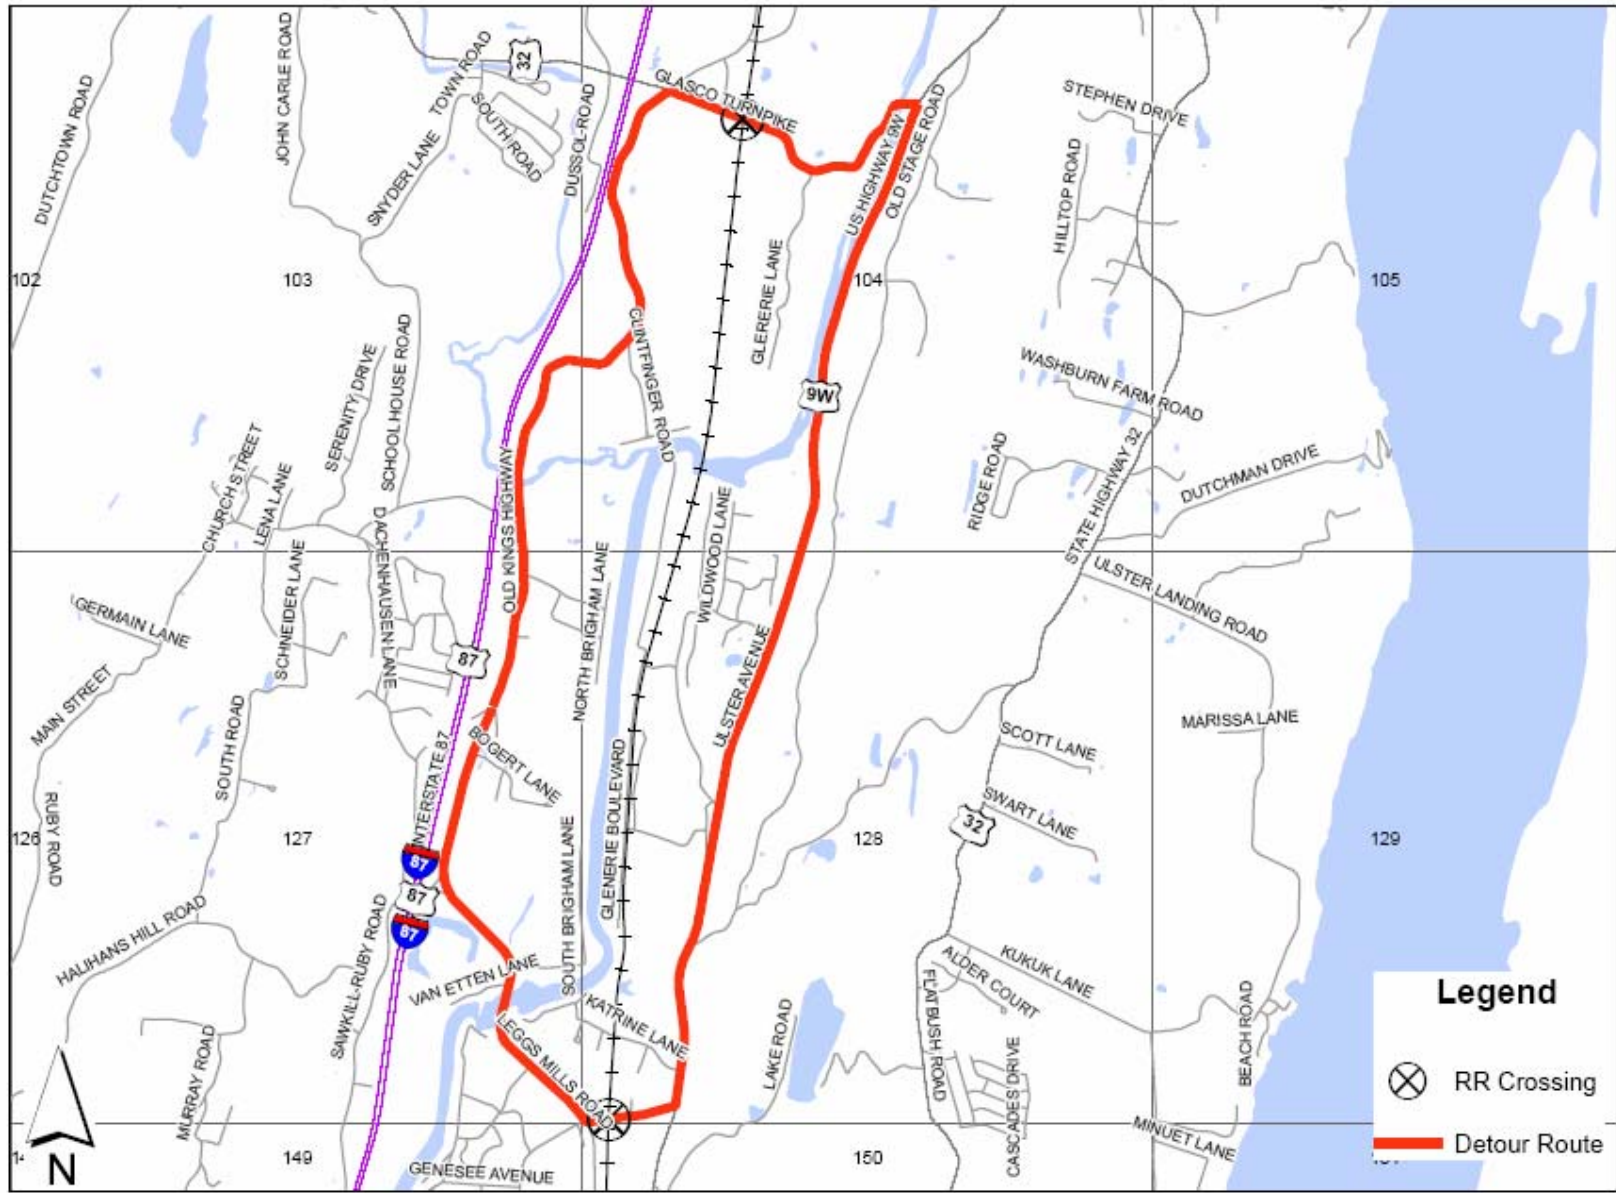 32
GLASCO TURNPIKE
DUTCHTOWN ROAD
JOHN CARLE ROAD
TOWN ROAD
SOUTH ROAD
SNYDER LANE
DUSSOL ROAD
US HIGHWAY 9W
OLD STAGE ROAD
STEPHEN DRIVE
HILLTOP ROAD
102
103
104
105
GLERERIE LANE
CLINTFINGER ROAD
SERENITY DRIVE
SCHOOLHOUSE ROAD
9W
WASHBURN FARM ROAD
CHURCH STREET
LENA LANE
OLD KINGS HIGHWAY
RIDGE ROAD
STATE HIGHWAY 32
DUTCHMAN DRIVE
DACHENHAUSEN LANE
SCHNEIDER LANE
WILDWOOD LANE
NORTH BRIGHAM LANE
ULSTER LANDING ROAD
GERMAIN LANE
MAIN STREET
87
ULSTER AVENUE
SOUTH ROAD
BOGERT LANE
MARISSA LANE
SCOTT LANE
INTERSTATE 87
GLENERIE BOULEVARD
SWART LANE
32
RUBY ROAD
126
127
128
129
87
87
87
SOUTH BRIGHAM LANE
HALIHANS HILL ROAD
SAWKILL-RUBY ROAD
VAN ETTEN LANE
KATRINE LANE
LEGGS MILLS ROAD
LAKE ROAD
FLATBUSH ROAD
ALDER COURT
KUKUK LANE
CASCADES DRIVE
BEACH ROAD
MURRAY ROAD
MINUET LANE
GENESEE AVENUE
149
150
N
Legend
RR Crossing
Detour Route